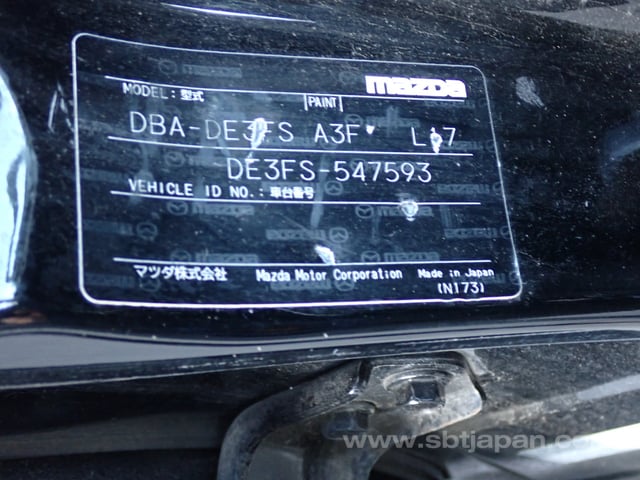 mazda
MODEL: 型式 PAINT
DBA-DE3FS A3F
DE3FS-547593
VEHICLE ID NO.: 車台番号
マツダ株式会社 Mazda Motor Corporation Made in Japan
(N173)
www.sbtjapan.co